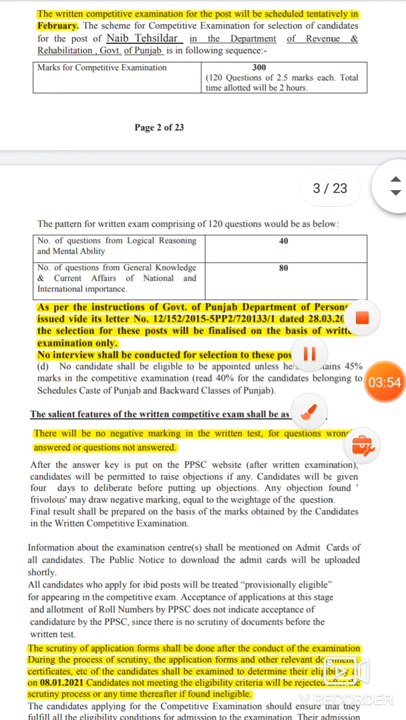 The written competitive examination for the post will be scheduled tentatively in
February. The scheme for Competitive Examination for selection of candidates
for the post of Naib Tehsildar in the Department of Revenue &
Rehabilitation , Govt. of Punjab is in following sequence:-
Marks for Competitive Examination 300
(120 Questions of 2.5 marks each. Total
time allotted will be 2 hours.
Page 2 of 23
3 / 23
The pattern for written exam comprising of 120 questions would be as below:
No. of questions from Logical Reasoning 40
and Mental Ability
No. of questions from General Knowledge 80
& Current Affairs of National and
International importance.
As per the instructions of Govt. of Punjab Department of
issued vide its letter No. 12/152/2015-5PP2/720133/1 dated
the selection for these posts will be finalised on the basis of
examination only.
No interview shall be conducted for selection to these
(d) No candidate shall be eligible to be appointed unless 45%
03:54
marks in the competitive examination (read 40% for the candidates belonging to
Schedules Caste of Punjab and Backward Classes of Punjab).
The salient features of the written competitive exam shall be as
There will be no negative marking in the written test, for questions
answered or questions not answered.
After the answer key is put on the PPSC website (after written examination),
candidates will be permitted to raise objections if any. Candidates will be given
four days to deliberate before putting up objections. Any objection found '
frivolous' may draw negative marking, equal to the weightage of the question.
Final result shall be prepared on the basis of the marks obtained by the Candidates
in the Written Competitive Examination.
Information about the examination centre(s) shall be mentioned on Admit Cards of
all candidates. The Public Notice to download the admit cards will be uploaded
shortly.
All candidates who apply for ibid posts will be treated "provisionally eligible"
for appearing in the competitive exam. Acceptance of applications at this stage
and allotment of Roll Numbers by PPSC does not indicate acceptance of
candidature by the PPSC, since there is no scrutiny of documents before the
written test.
The scrutiny of application forms shall be done after the conduct of the examination
During the process of scrutiny, the application forms and other relevant
certificates, etc of the candidates shall be examined to determine their
on 08.01.2021 Candidates not meeting the eligibility criteria will be rejected
scrutiny process or any time thereafter if found ineligible.
VIVARECORDER
The candidates applying for the Competitive Examination should ensure that they
fulfill all the eligibility conditions for admission to the examination. Their admission